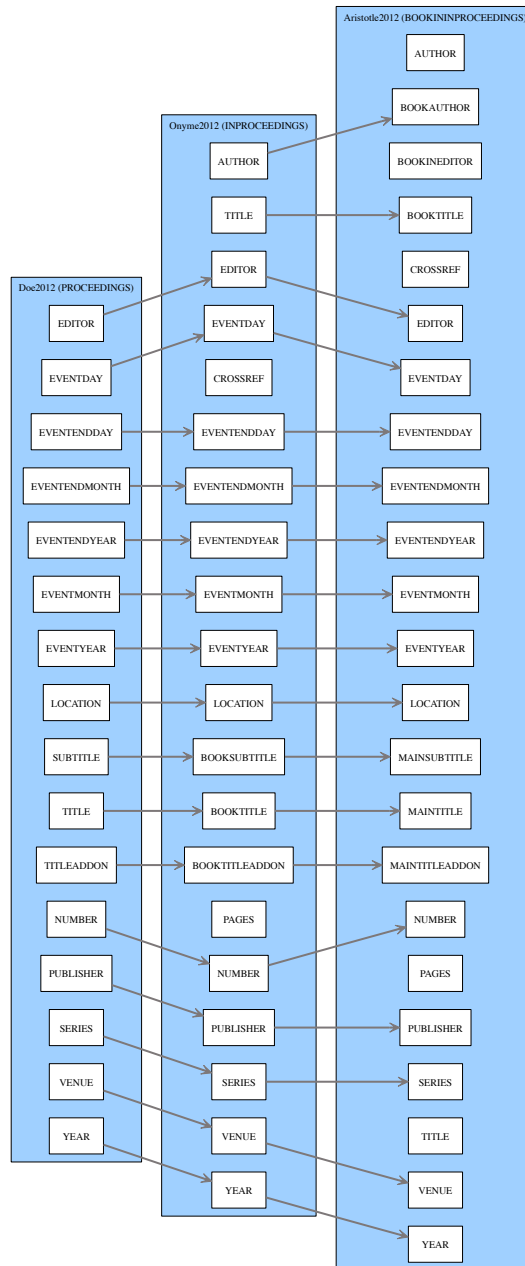 Doe2012 (PROCEEDINGS)
EDITOR
EVENTDAY
EVENTENDDAY
EVENTENDMONTH
EVENTENDYEAR
EVENTMONTH
EVENTYEAR
LOCATION
SUBTITLE
TITLE
TITLEADDON
NUMBER
PUBLISHER
SERIES
VENUE
YEAR
Onyme2012 (INPROCEEDINGS)
AUTHOR
TITLE
EDITOR
EVENTDAY
CROSSREF
EVENTENDDAY
EVENTENDMONTH
EVENTENDYEAR
EVENTMONTH
EVENTYEAR
LOCATION
BOOKSUBTITLE
BOOKTITLE
BOOKTITLEADDON
PAGES
NUMBER
PUBLISHER
SERIES
VENUE
YEAR
Aristotle2012 (BOOKININPROCEEDINGS)
AUTHOR
BOOKAUTHOR
BOOKINEDITOR
BOOKTITLE
CROSSREF
EDITOR
EVENTDAY
EVENTENDDAY
EVENTENDMONTH
EVENTENDYEAR
EVENTMONTH
EVENTYEAR
LOCATION
MAINSUBTITLE
MAINTITLE
MAINTITLEADDON
NUMBER
PAGES
PUBLISHER
SERIES
TITLE
VENUE
YEAR